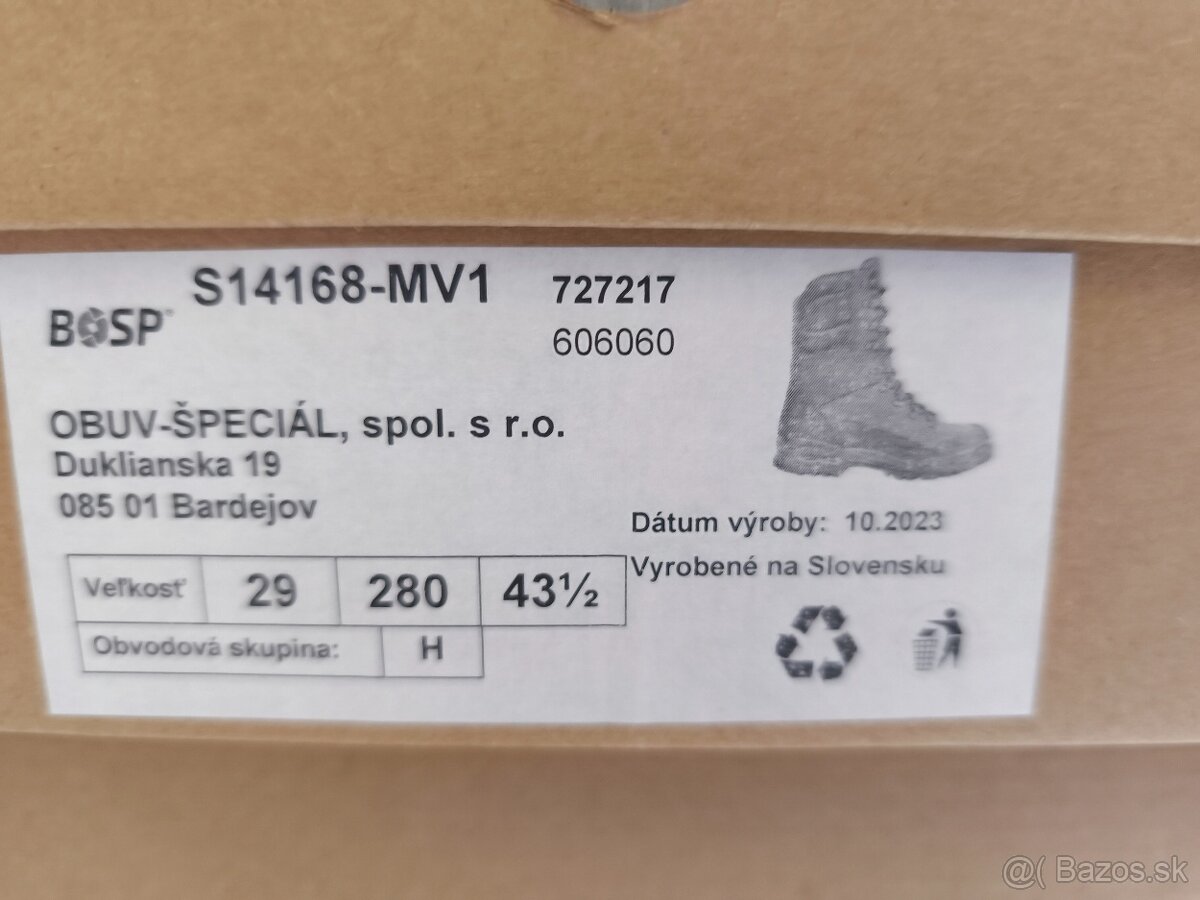 S14168-MV1
727217
BOSP®
606060
OBUV-ŠPECIÁL, spol. s r.o.
Duklianska 19
085 01 Bardejov
Dátum výroby: 10.2023
Vyrobené na Slovensku
Veľkosť 29 280 43½
Obvodová skupina: H
@( Bazos.sk